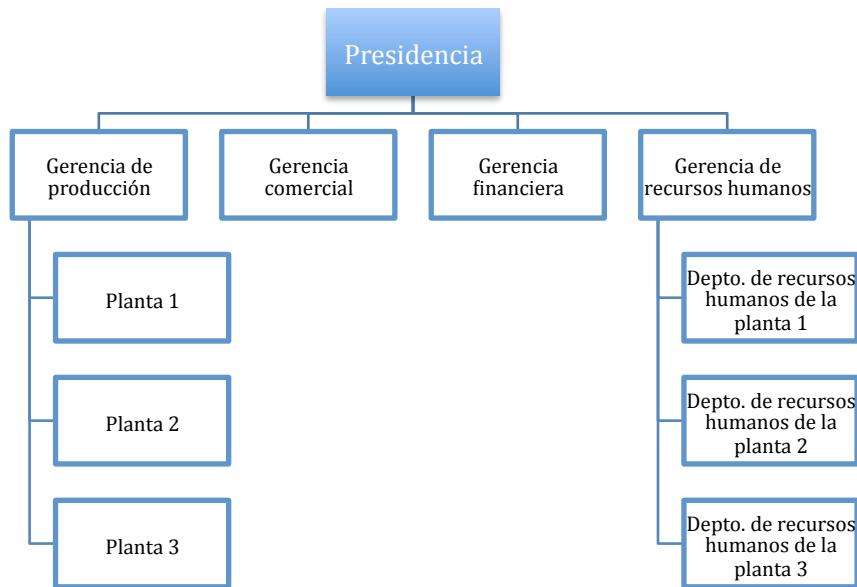 Presidencia
Gerencia de
producción
Gerencia
comercial
Gerencia
financiera
Gerencia de
recursos humanos
Planta 1
Planta 2
Planta 3
Depto. de recursos
humanos de la
planta 1
Depto. de recursos
humanos de la
planta 2
Depto. de recursos
humanos de la
planta 3